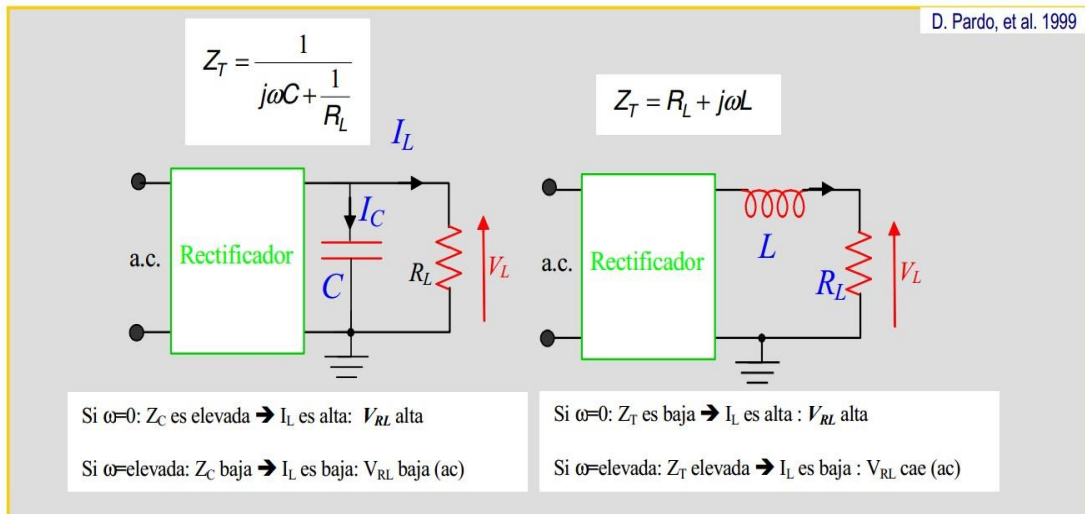 D. Pardo, et al. 1999
Z_T = 1 / (jωC + 1/R_L)
I_L
I_C
a.c.
Rectificador
C
R_L
V_L
Si ω=0: Z_C es elevada ➔ I_L es alta: V_RL alta
Si ω=elevada: Z_C baja ➔ I_L es baja: V_RL baja (ac)
Z_T = R_L + jωL
a.c.
Rectificador
L
R_L
V_L
Si ω=0: Z_T es baja ➔ I_L es alta : V_RL alta
Si ω=elevada: Z_T elevada ➔ I_L es baja : V_RL cae (ac)